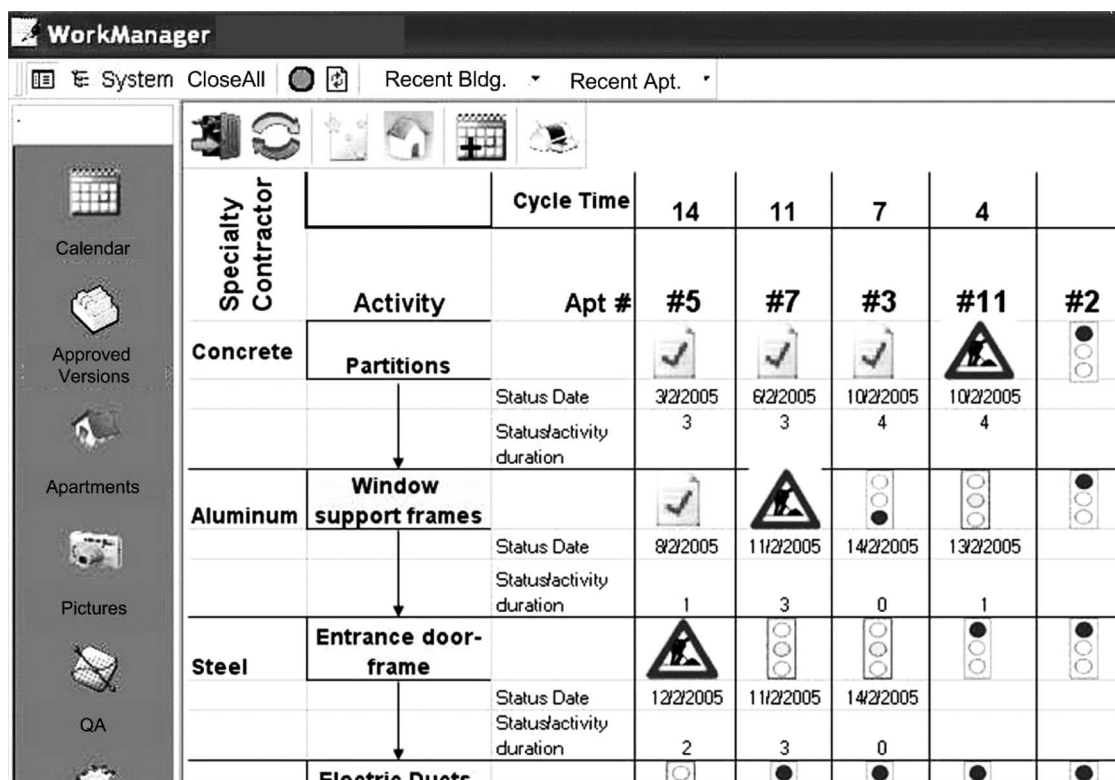 WorkManager
System CloseAll Recent Bldg. Recent Apt.
Calendar
Approved
Versions
Apartments
Pictures
QA
Specialty
Contractor
Cycle Time 14 11 7 4
Activity Apt # #5 #7 #3 #11 #2
Concrete Partitions
Status Date 3/2/2005 6/2/2005 10/2/2005 10/2/2005
Status/activity
duration 3 3 4 4
Aluminum Window
support frames
Status Date 8/2/2005 11/2/2005 14/2/2005 13/2/2005
Status/activity
duration 1 3 0 1
Steel Entrance door-
frame
Status Date 12/2/2005 11/2/2005 14/2/2005
Status/activity
duration 2 3 0
Electric Ducts